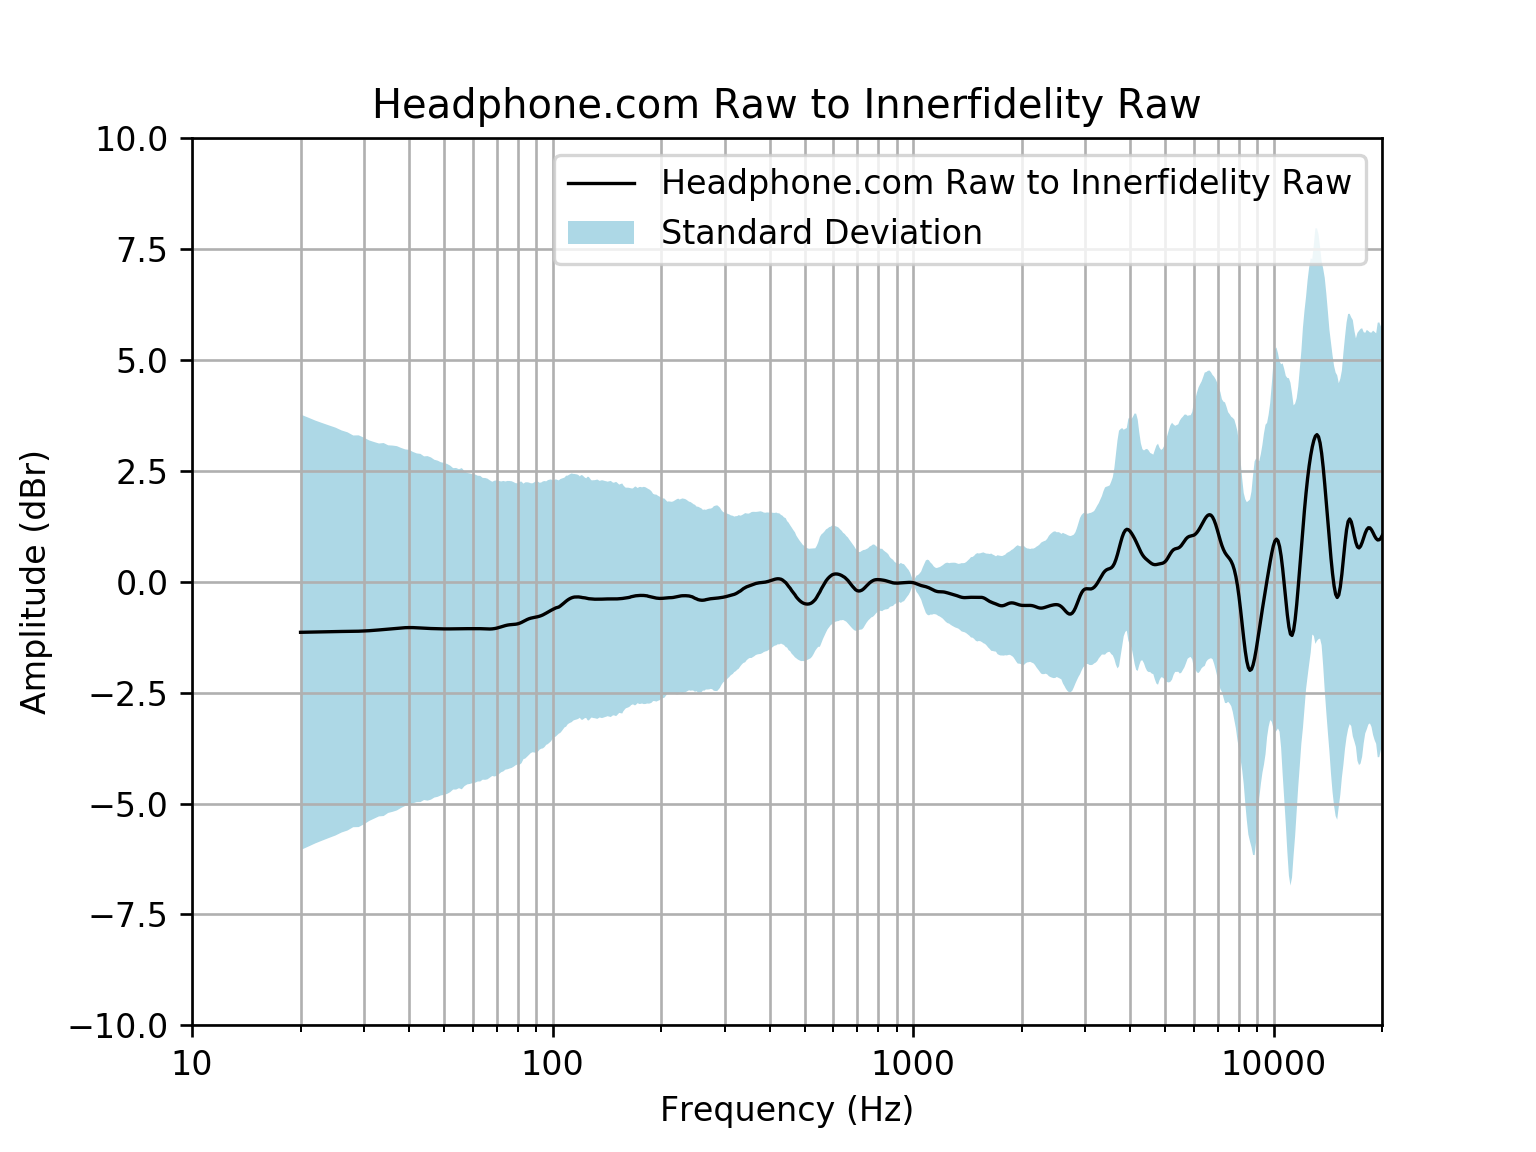 Headphone.com Raw to Innerfidelity Raw
Headphone.com Raw to Innerfidelity Raw
Standard Deviation
10.0
7.5
5.0
2.5
0.0
−2.5
−5.0
−7.5
−10.0
Amplitude (dBr)
10 100 1000 10000
Frequency (Hz)